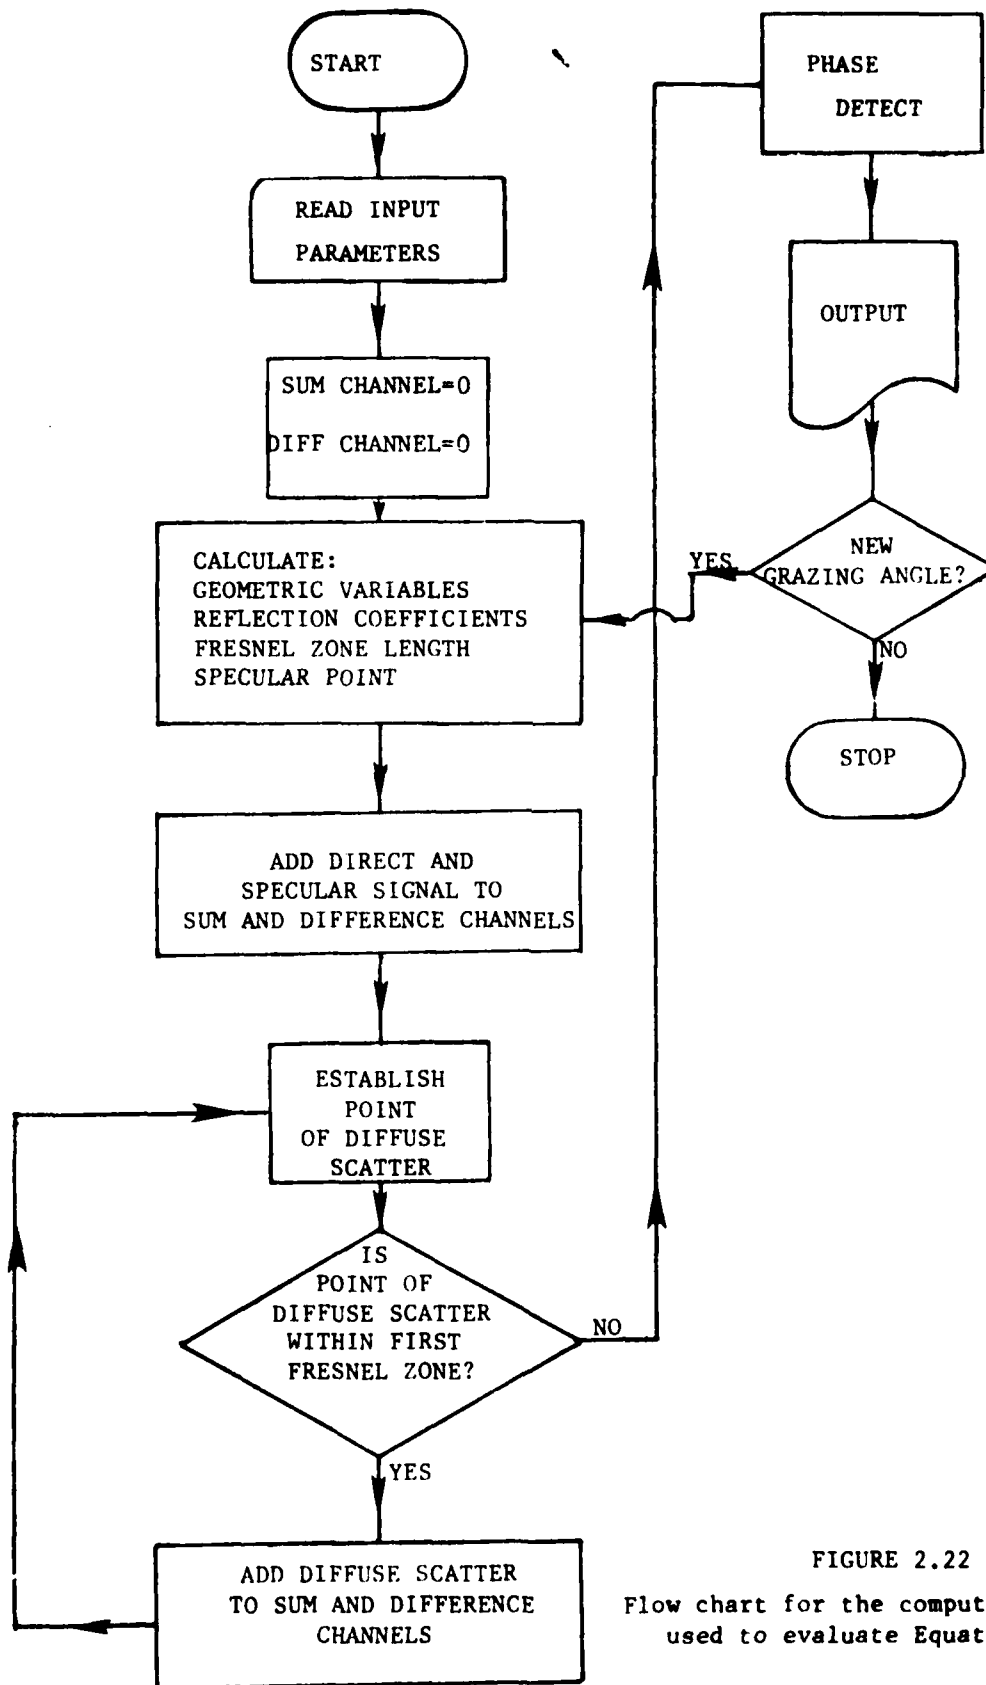 START
READ INPUT
PARAMETERS
SUM CHANNEL=0
DIFF CHANNEL=0
CALCULATE:
GEOMETRIC VARIABLES
REFLECTION COEFFICIENTS
FRESNEL ZONE LENGTH
SPECULAR POINT
ADD DIRECT AND
SPECULAR SIGNAL TO
SUM AND DIFFERENCE CHANNELS
ESTABLISH
POINT
OF DIFFUSE
SCATTER
IS
POINT OF
DIFFUSE SCATTER
WITHIN FIRST
FRESNEL ZONE?
NO
YES
ADD DIFFUSE SCATTER
TO SUM AND DIFFERENCE
CHANNELS
PHASE
DETECT
OUTPUT
NEW
GRAZING ANGLE?
YES
NO
STOP
FIGURE 2.22
Flow chart for the comput
used to evaluate Equat